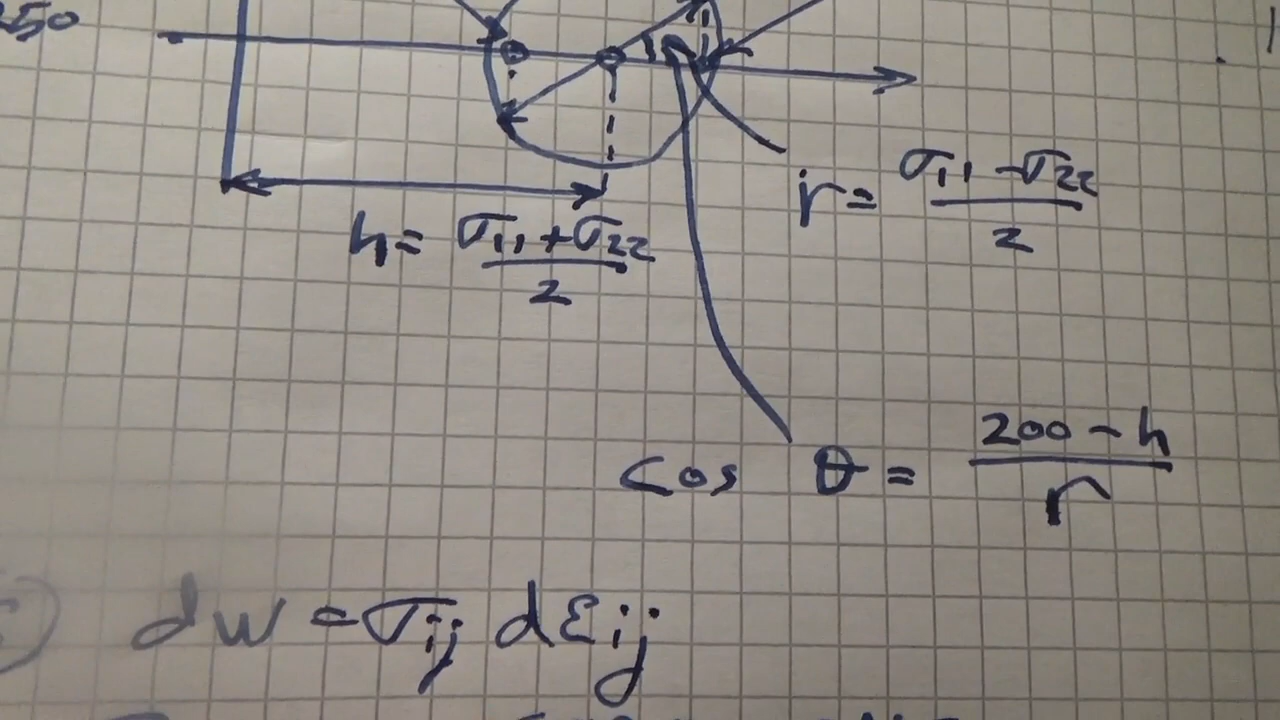 250
r = (σ11 - σ22) / 2
h = (σ11 + σ22) / 2
cos θ = (200 - h) / r
dw = σij dεij